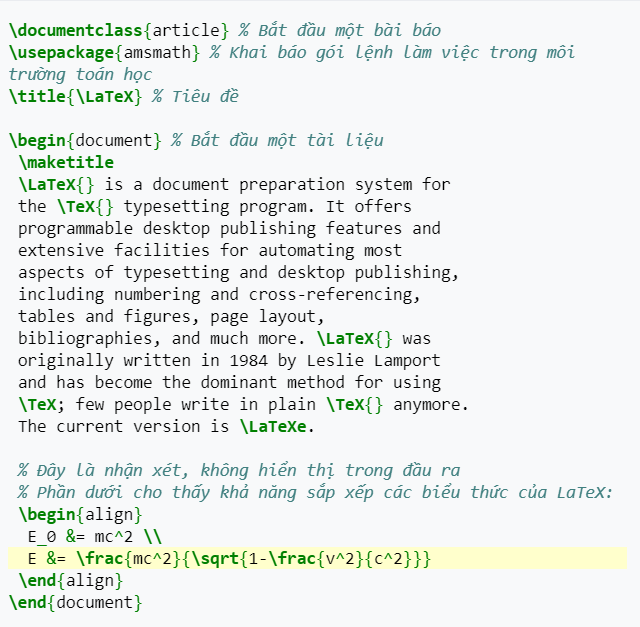 \documentclass{article} % Bắt đầu một bài báo
\usepackage{amsmath} % Khai báo gói lệnh làm việc trong môi
trường toán học
\title{\LaTeX} % Tiêu đề
\begin{document} % Bắt đầu một tài liệu
\maketitle
\LaTeX{} is a document preparation system for
the \TeX{} typesetting program. It offers
programmable desktop publishing features and
extensive facilities for automating most
aspects of typesetting and desktop publishing,
including numbering and cross-referencing,
tables and figures, page layout,
bibliographies, and much more. \LaTeX{} was
originally written in 1984 by Leslie Lamport
and has become the dominant method for using
\TeX; few people write in plain \TeX{} anymore.
The current version is \LaTeXe.
% Đây là nhận xét, không hiển thị trong đầu ra
% Phần dưới cho thấy khả năng sắp xếp các biểu thức của LaTeX:
\begin{align}
E_0 &= mc^2 \\
E &= \frac{mc^2}{\sqrt{1-\frac{v^2}{c^2}}}
\end{align}
\end{document}